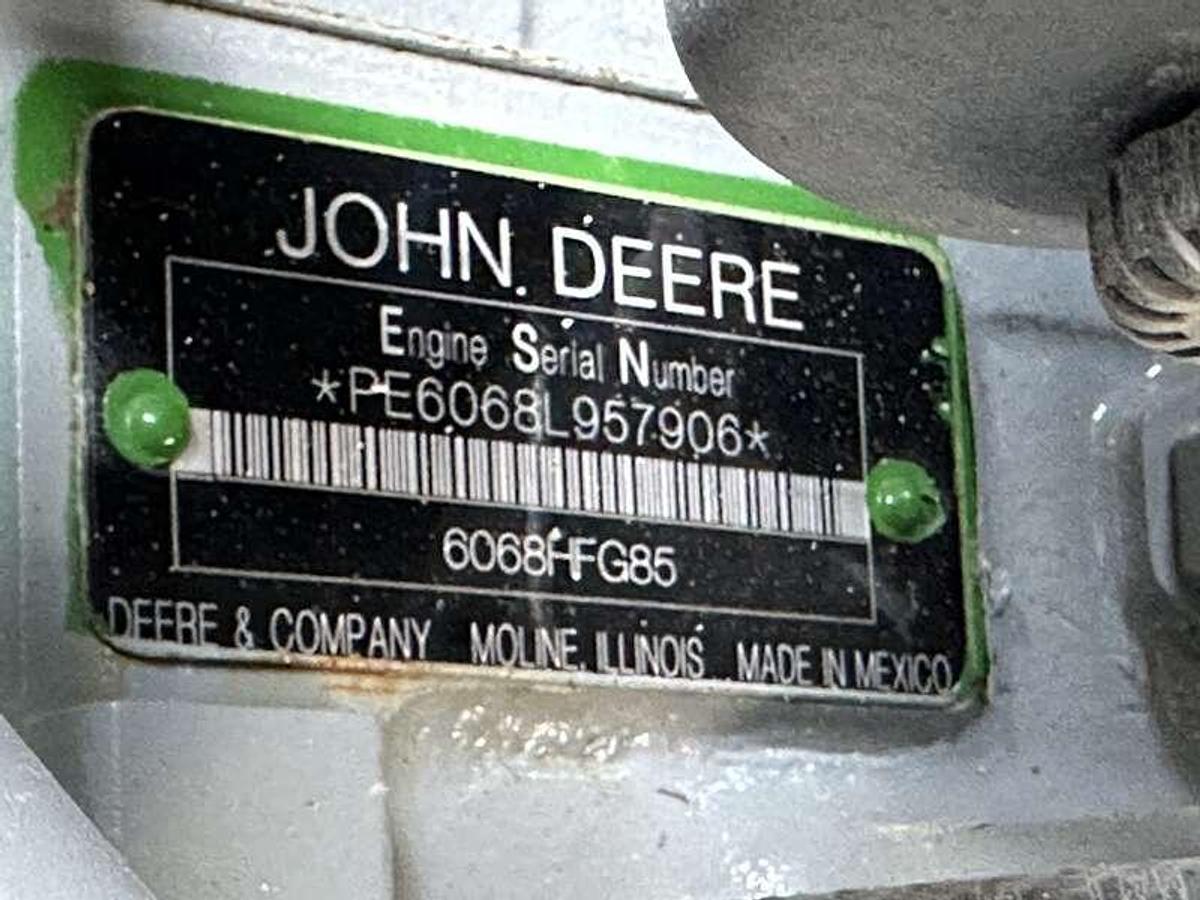 JOHN DEERE
Engine Serial Number
*PE6068L957906*
6068HFG85
DEERE & COMPANY MOLINE, ILLINOIS MADE IN MEXICO